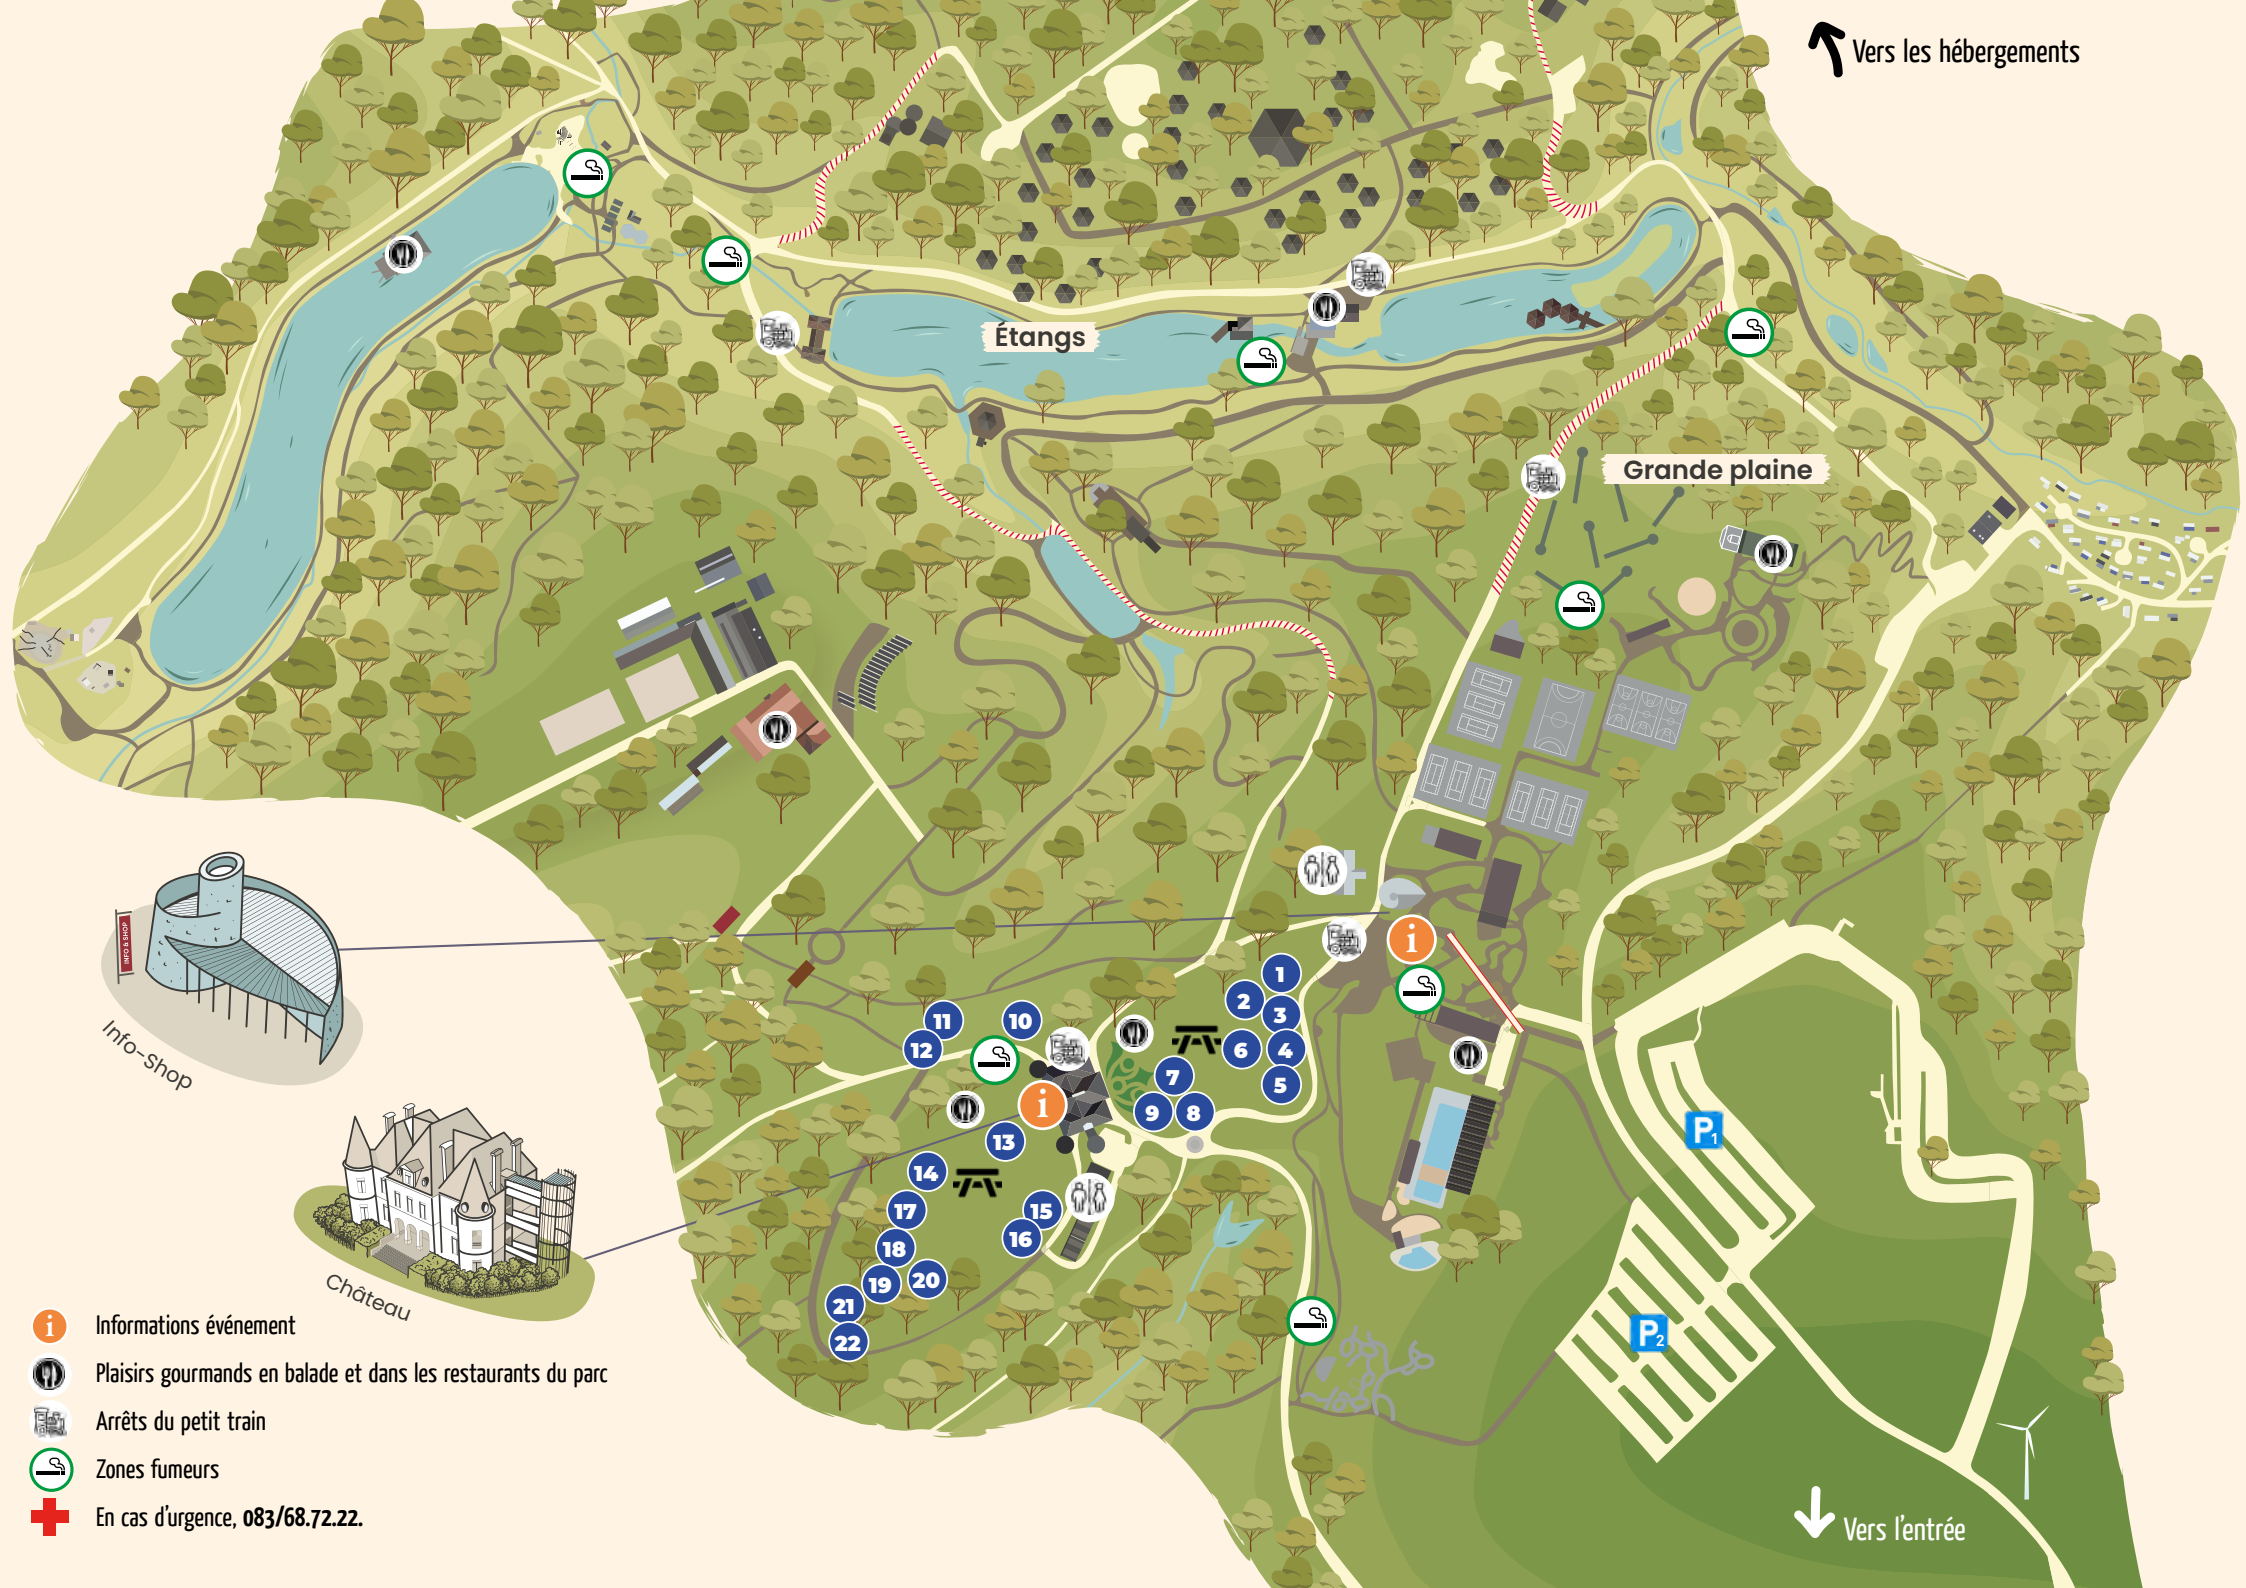 Vers les hébergements
Étangs
Grande plaine
INFO & SHOP
Info-Shop
Château
i
i
1
2
3
4
5
6
7
8
9
10
11
12
13
14
15
16
17
18
19
20
21
22
P1
P2
i Informations événement
Plaisirs gourmands en balade et dans les restaurants du parc
Arrêts du petit train
Zones fumeurs
En cas d'urgence, 083/68.72.22.
Vers l'entrée